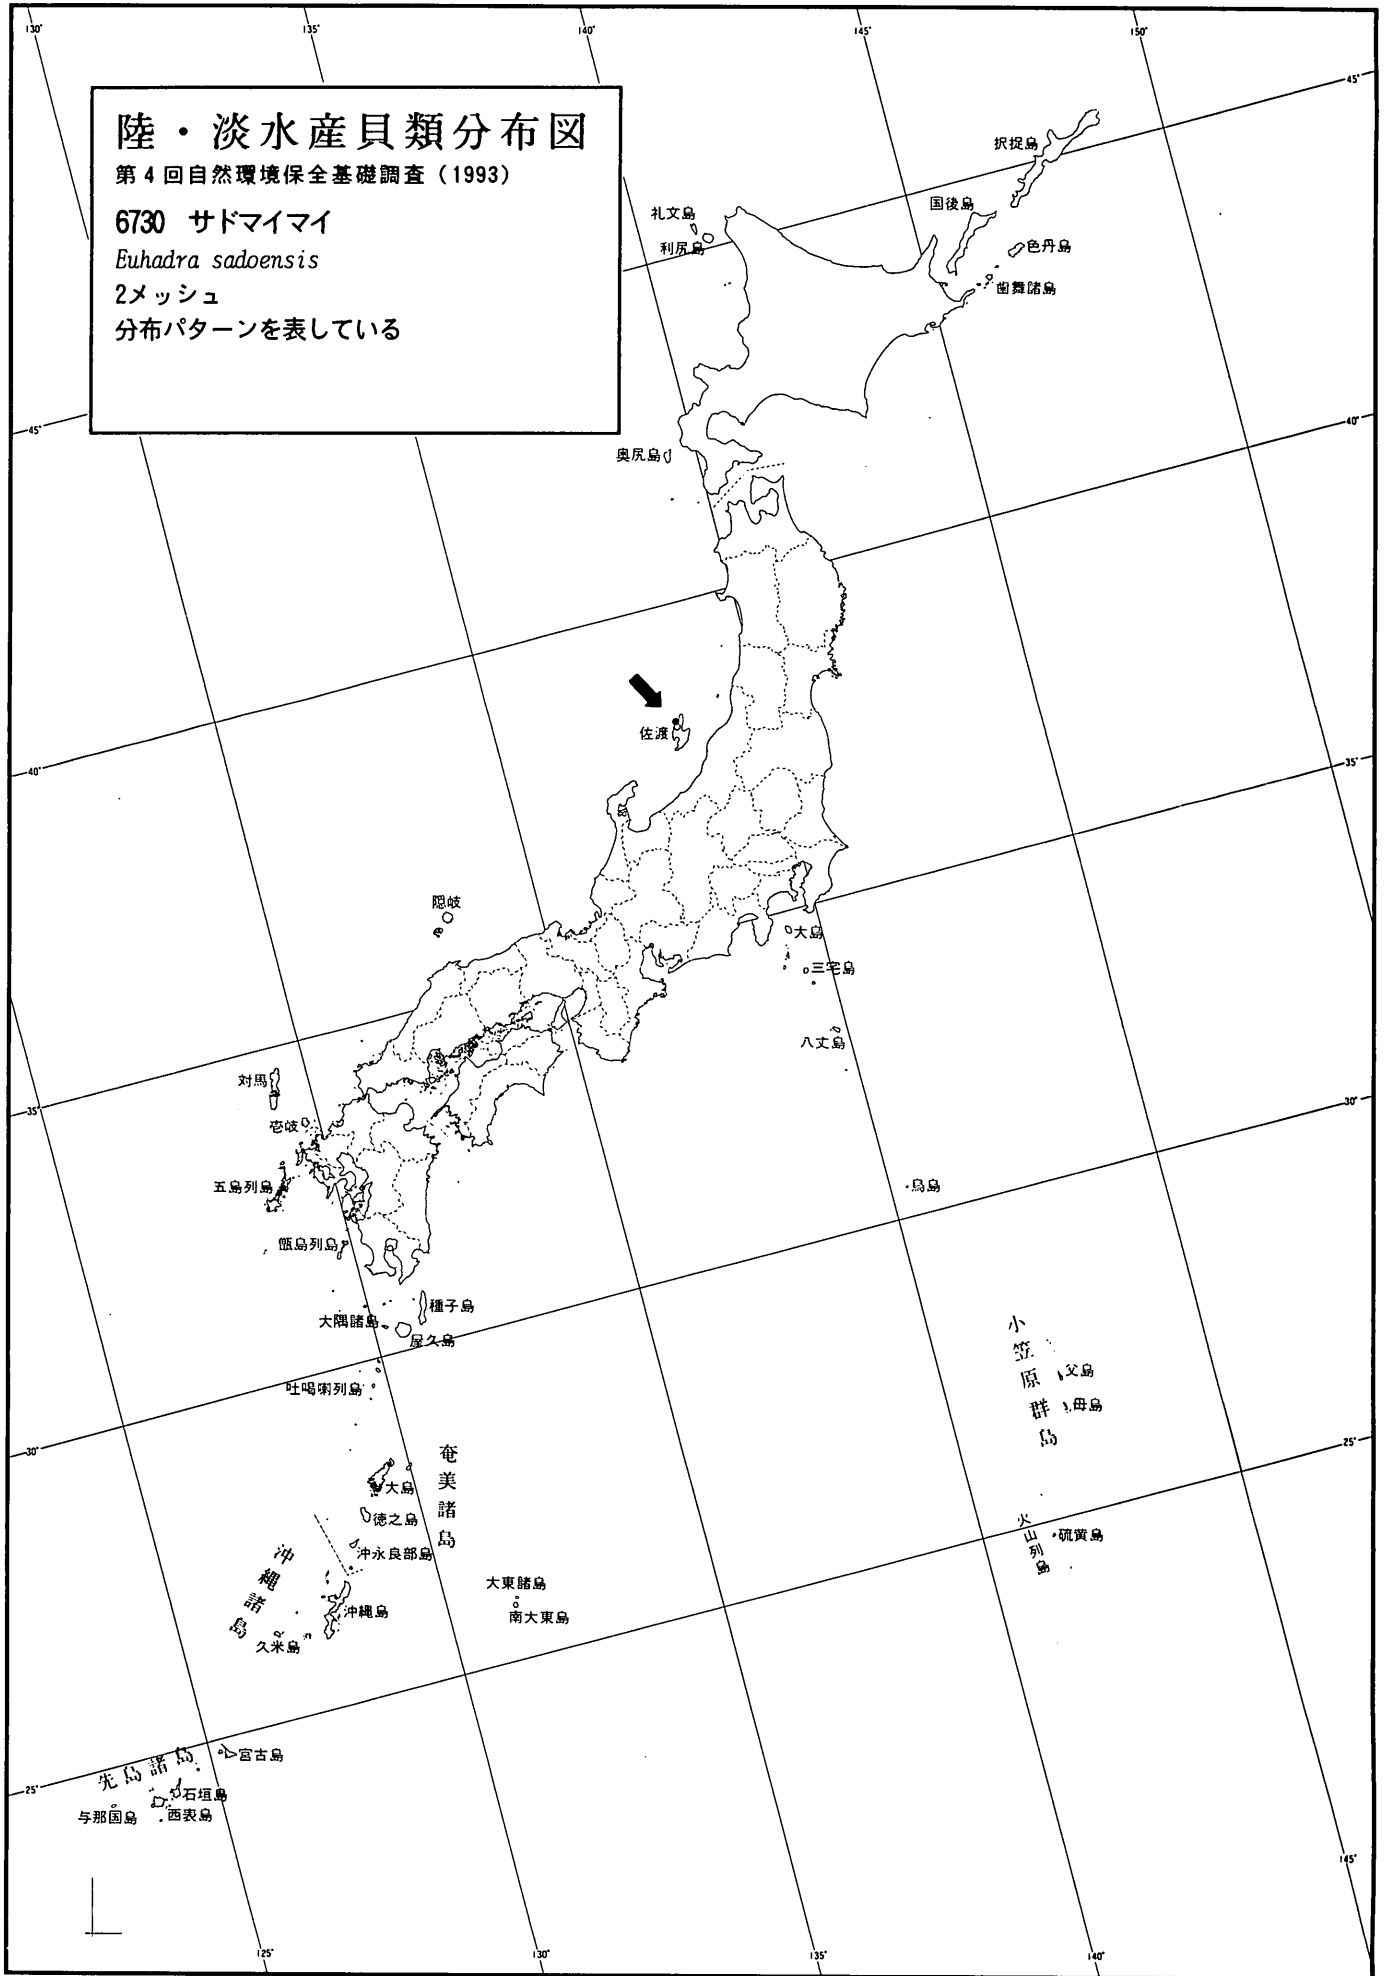 130°
135°
140°
145°
150°
陸・淡水産貝類分布図
第4回自然環境保全基礎調査（1993）
6730 サドマイマイ
Euhadra sadoensis
2メッシュ
分布パターンを表している
45°
択捉島
国後島
礼文島
利尻島
色丹島
歯舞諸島
45°
40°
奥尻島
佐渡
40°
35°
隠岐
大島
三宅島
八丈島
対馬
35°
壱岐
30°
五島列島
鳥島
甑島列島
種子島
大隅諸島
屋久島
吐喝喇列島
小笠原群島
父島
母島
30°
25°
奄美諸島
大島
徳之島
沖永良部島
火山列島
硫黄島
沖縄諸島
沖縄島
久米島
大東諸島
南大東島
先島諸島
宮古島
石垣島
西表島
与那国島
25°
145°
125°
130°
135°
140°